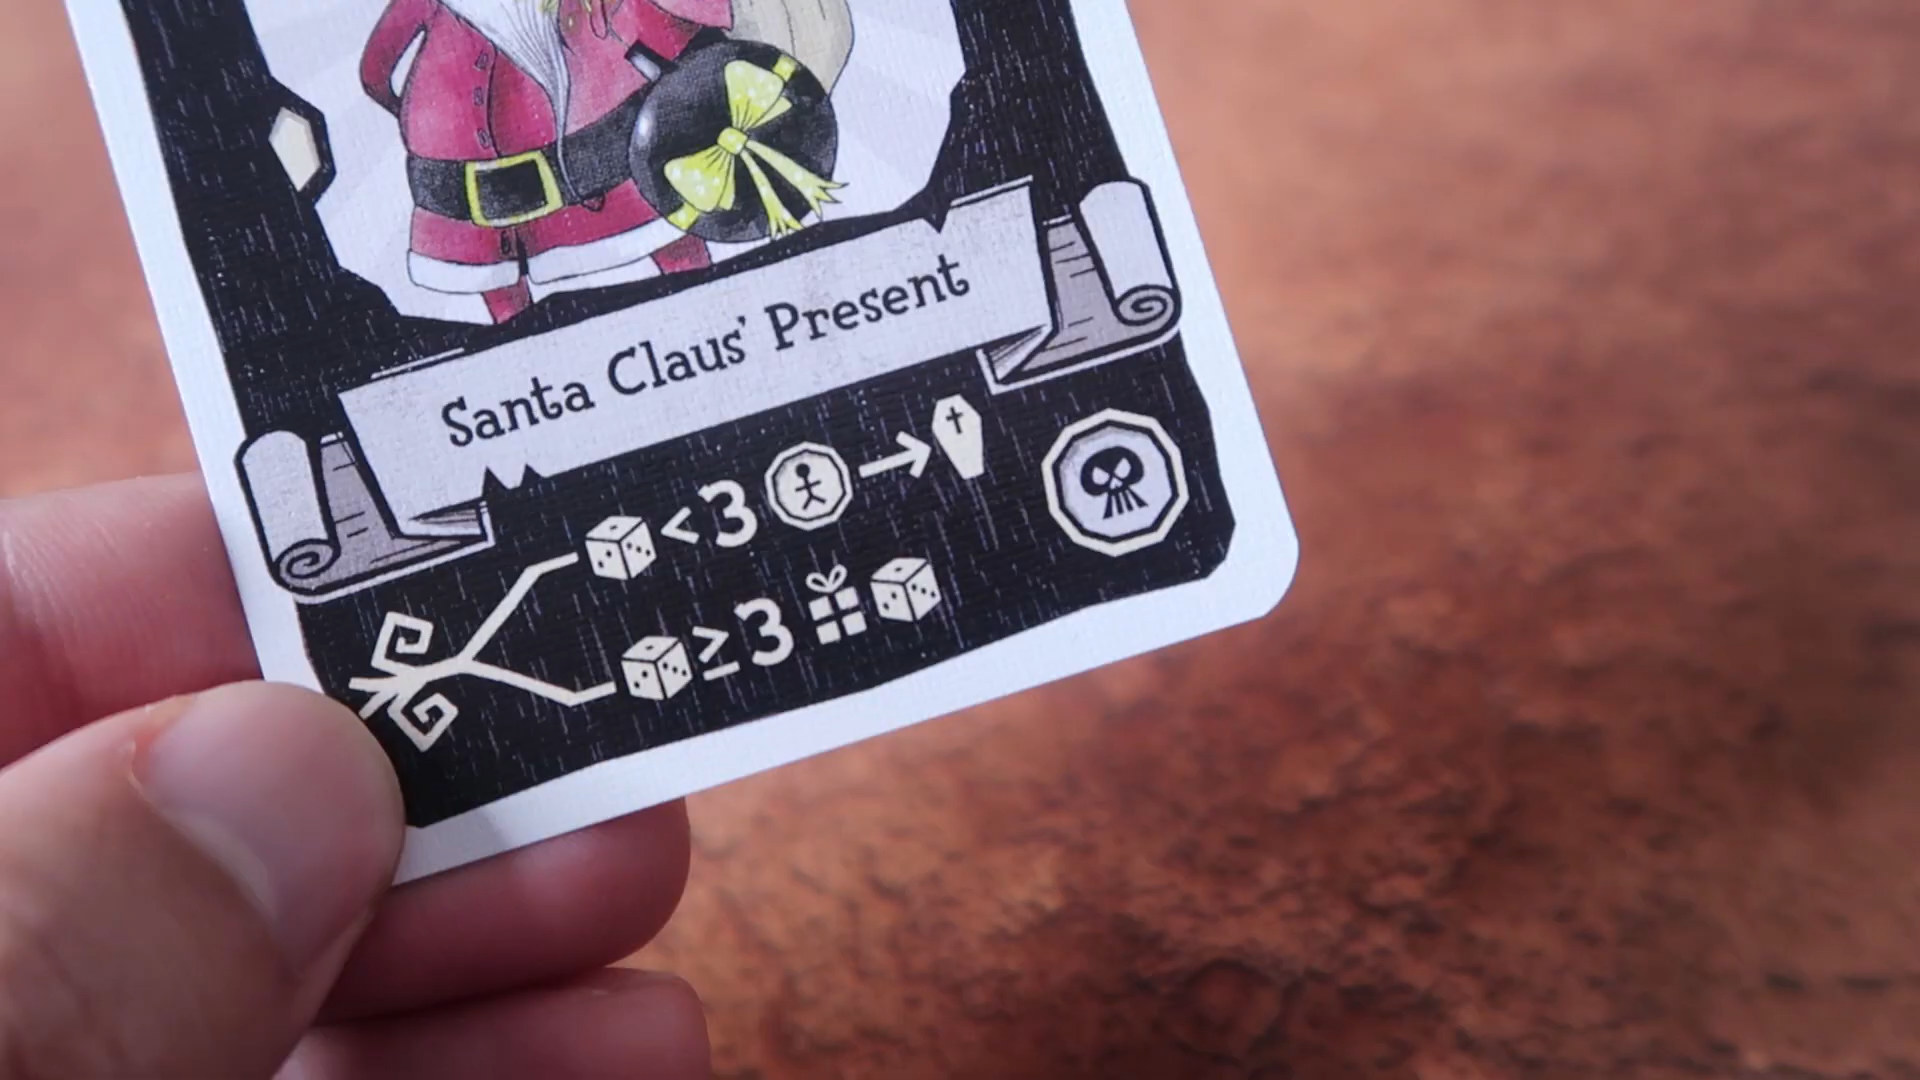 Santa Claus' Present
< 3
≥ 3